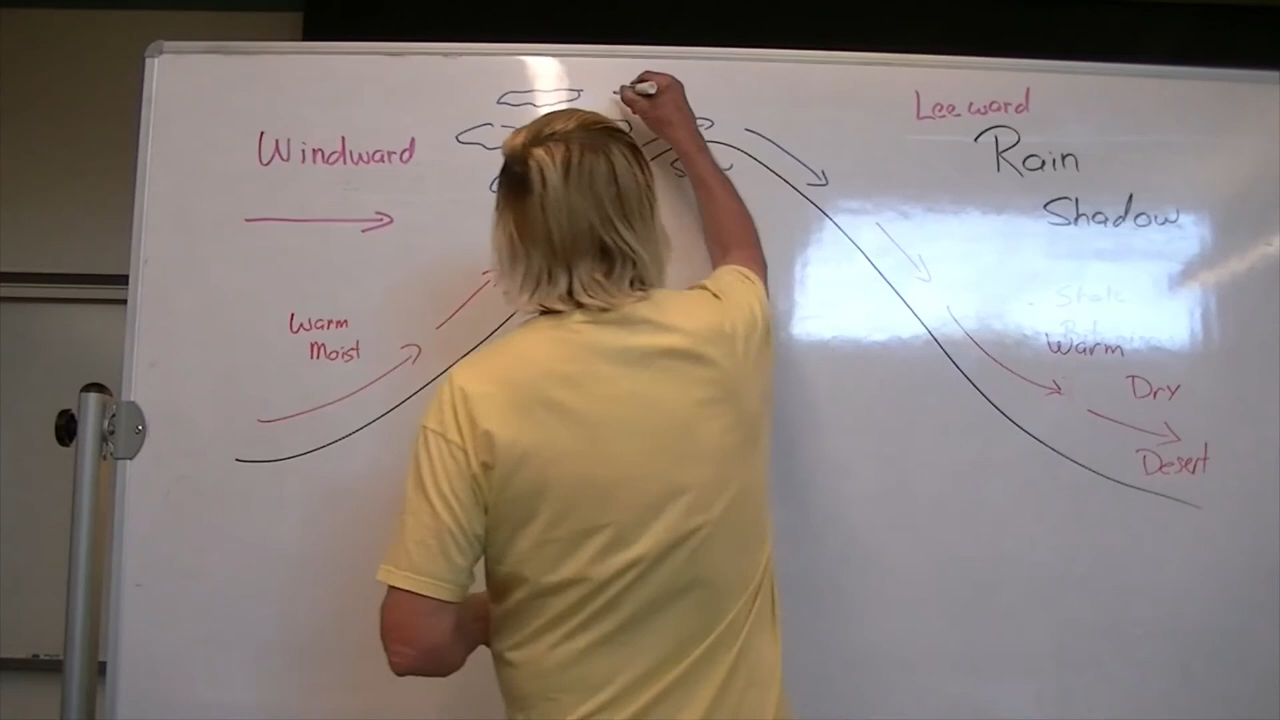 Windward
Warm
Moist
Leeward
Rain
Shadow
Warm
Dry
Desert